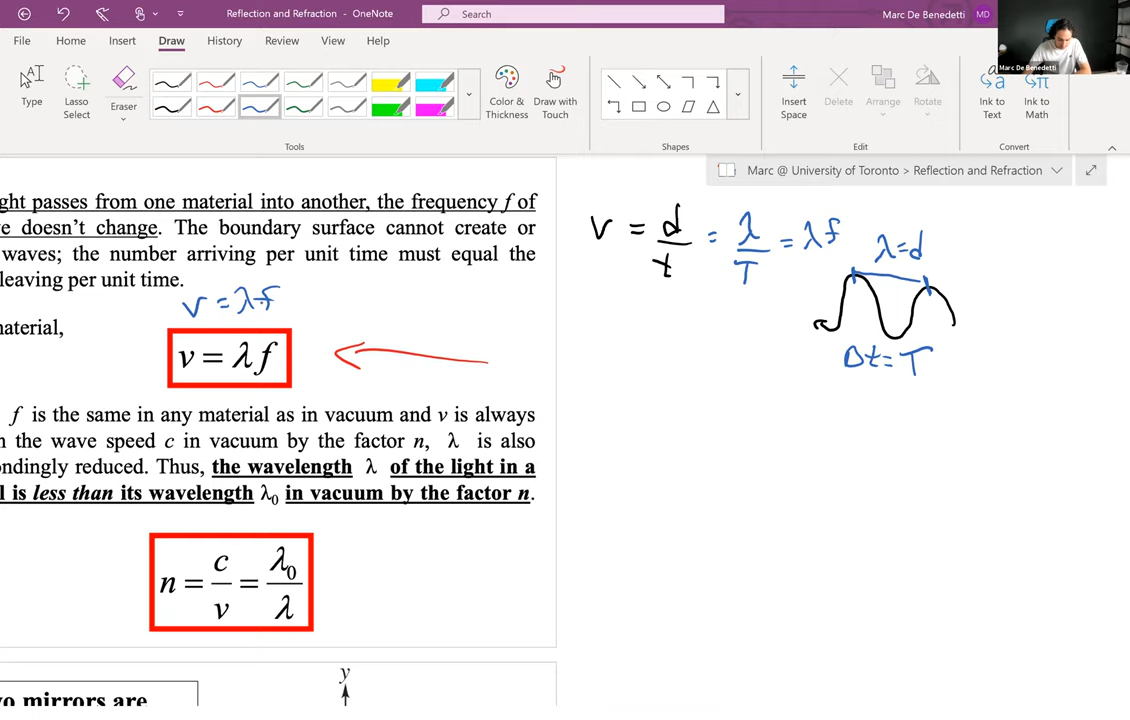 Reflection and Refraction - OneNote
Search
Marc De Benedetti
MD
File
Home
Insert
Draw
History
Review
View
Help
Type
Lasso Select
Eraser
Color & Thickness
Draw with Touch
Insert Space
Delete
Arrange
Rotate
Ink to Text
Ink to Math
Tools
Shapes
Edit
Convert
Marc De Benedetti
Marc @ University of Toronto > Reflection and Refraction
ght passes from one material into another, the frequency f of
e doesn't change. The boundary surface cannot create or
waves; the number arriving per unit time must equal the
leaving per unit time.
v = λf
naterial,
v = λ f
f is the same in any material as in vacuum and v is always
n the wave speed c in vacuum by the factor n, λ is also
ondingly reduced. Thus, the wavelength λ of the light in a
l is less than its wavelength λ₀ in vacuum by the factor n.
n = c/v = λ₀/λ
y
vo mirrors are
v = d/t = λ/T = λf
λ=d
Δt=T